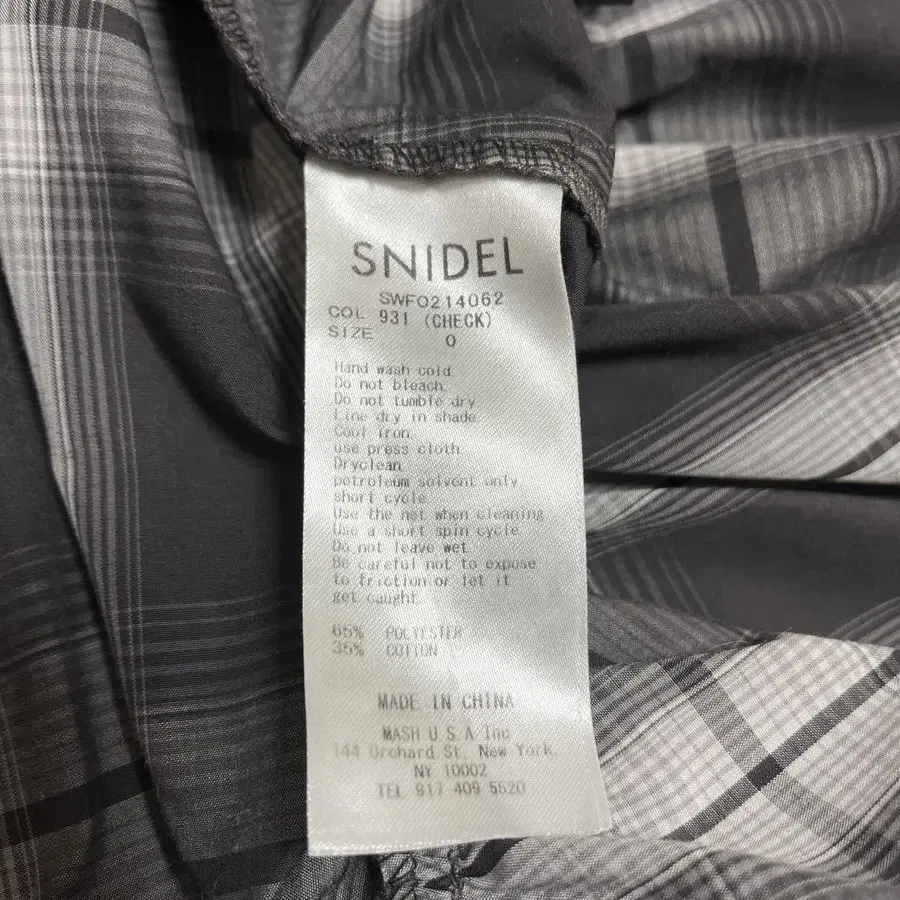 SNIDEL
SWFO214062
COL 931 (CHECK)
SIZE 0
Hand wash cold
Do not bleach
Do not tumble dry
Line dry in shade
Cool iron
use press cloth
Dryclean
petroleum solvent only
short cycle
Use the net when cleaning
Use a short spin cycle
Do not leave wet
Be careful not to expose
to friction or let it
get caught
65% POLYESTER
35% COTTON
MADE IN CHINA
MASH U.S.A Inc
144 Orchard St. New York.
NY 10002
TEL 917 409 5520